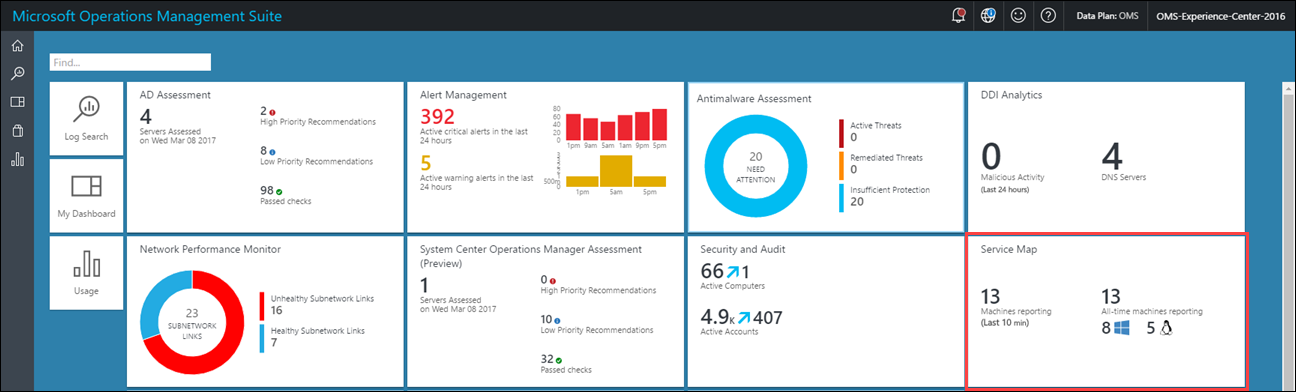 Microsoft Operations Management Suite
Data Plan: OMS
OMS-Experience-Center-2016
Find...
Log Search
My Dashboard
Usage
AD Assessment
4
Servers Assessed
on Wed Mar 08 2017
2
High Priority Recommendations
8
Low Priority Recommendations
98
Passed checks
Alert Management
392
Active critical alerts in the last
24 hours
80
60
40
20
0
1pm 9am 5am 1am 9pm 5pm
5
Active warning alerts in the last
24 hours
500m
1pm 5am 5pm
Antimalware Assessment
20
NEED
ATTENTION
Active Threats
0
Remediated Threats
0
Insufficient Protection
20
DDI Analytics
0
Malicious Activity
(Last 24 hours)
4
DNS Servers
Network Performance Monitor
23
SUBNETWORK
LINKS
Unhealthy Subnetwork Links
16
Healthy Subnetwork Links
7
System Center Operations Manager Assessment
(Preview)
1
Servers Assessed
on Wed Mar 08 2017
0
High Priority Recommendations
10
Low Priority Recommendations
32
Passed checks
Security and Audit
66 1
Active Computers
4.9K 407
Active Accounts
Service Map
13
Machines reporting
(Last 10 min)
13
All-time machines reporting
8 5